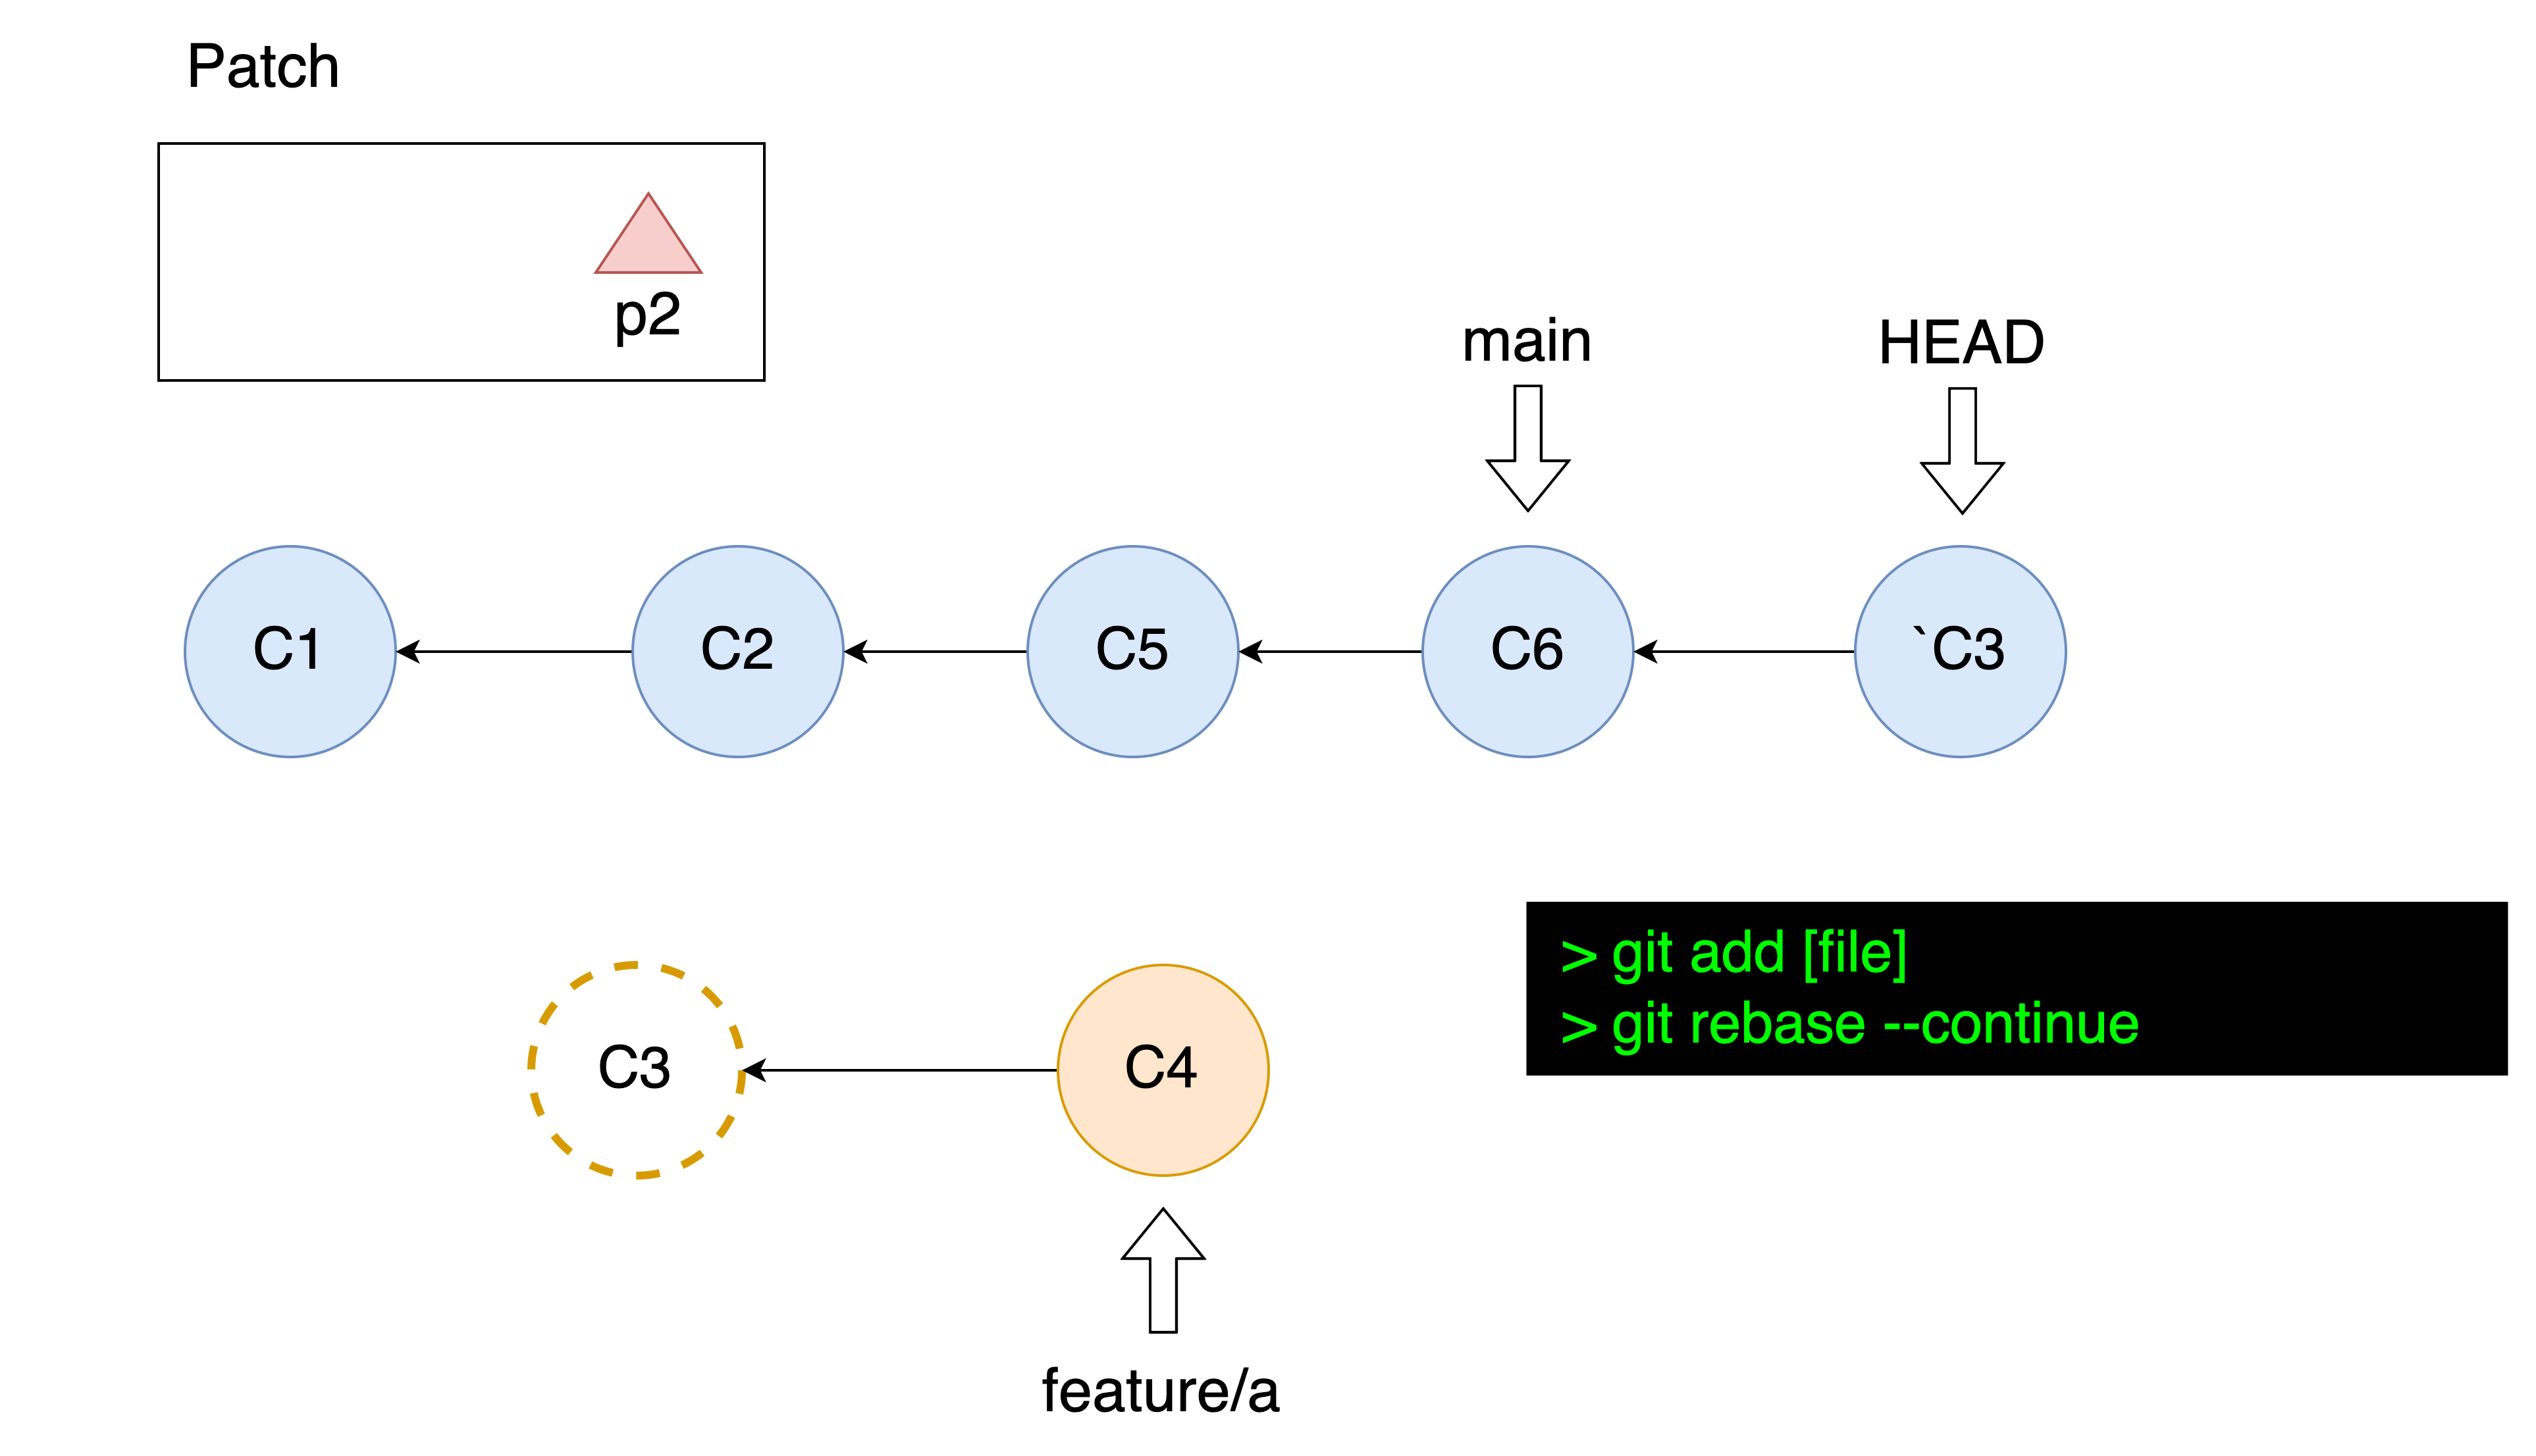 Patch
p2
main
HEAD
C1
C2
C5
C6
`C3
> git add [file]
> git rebase --continue
C3
C4
feature/a